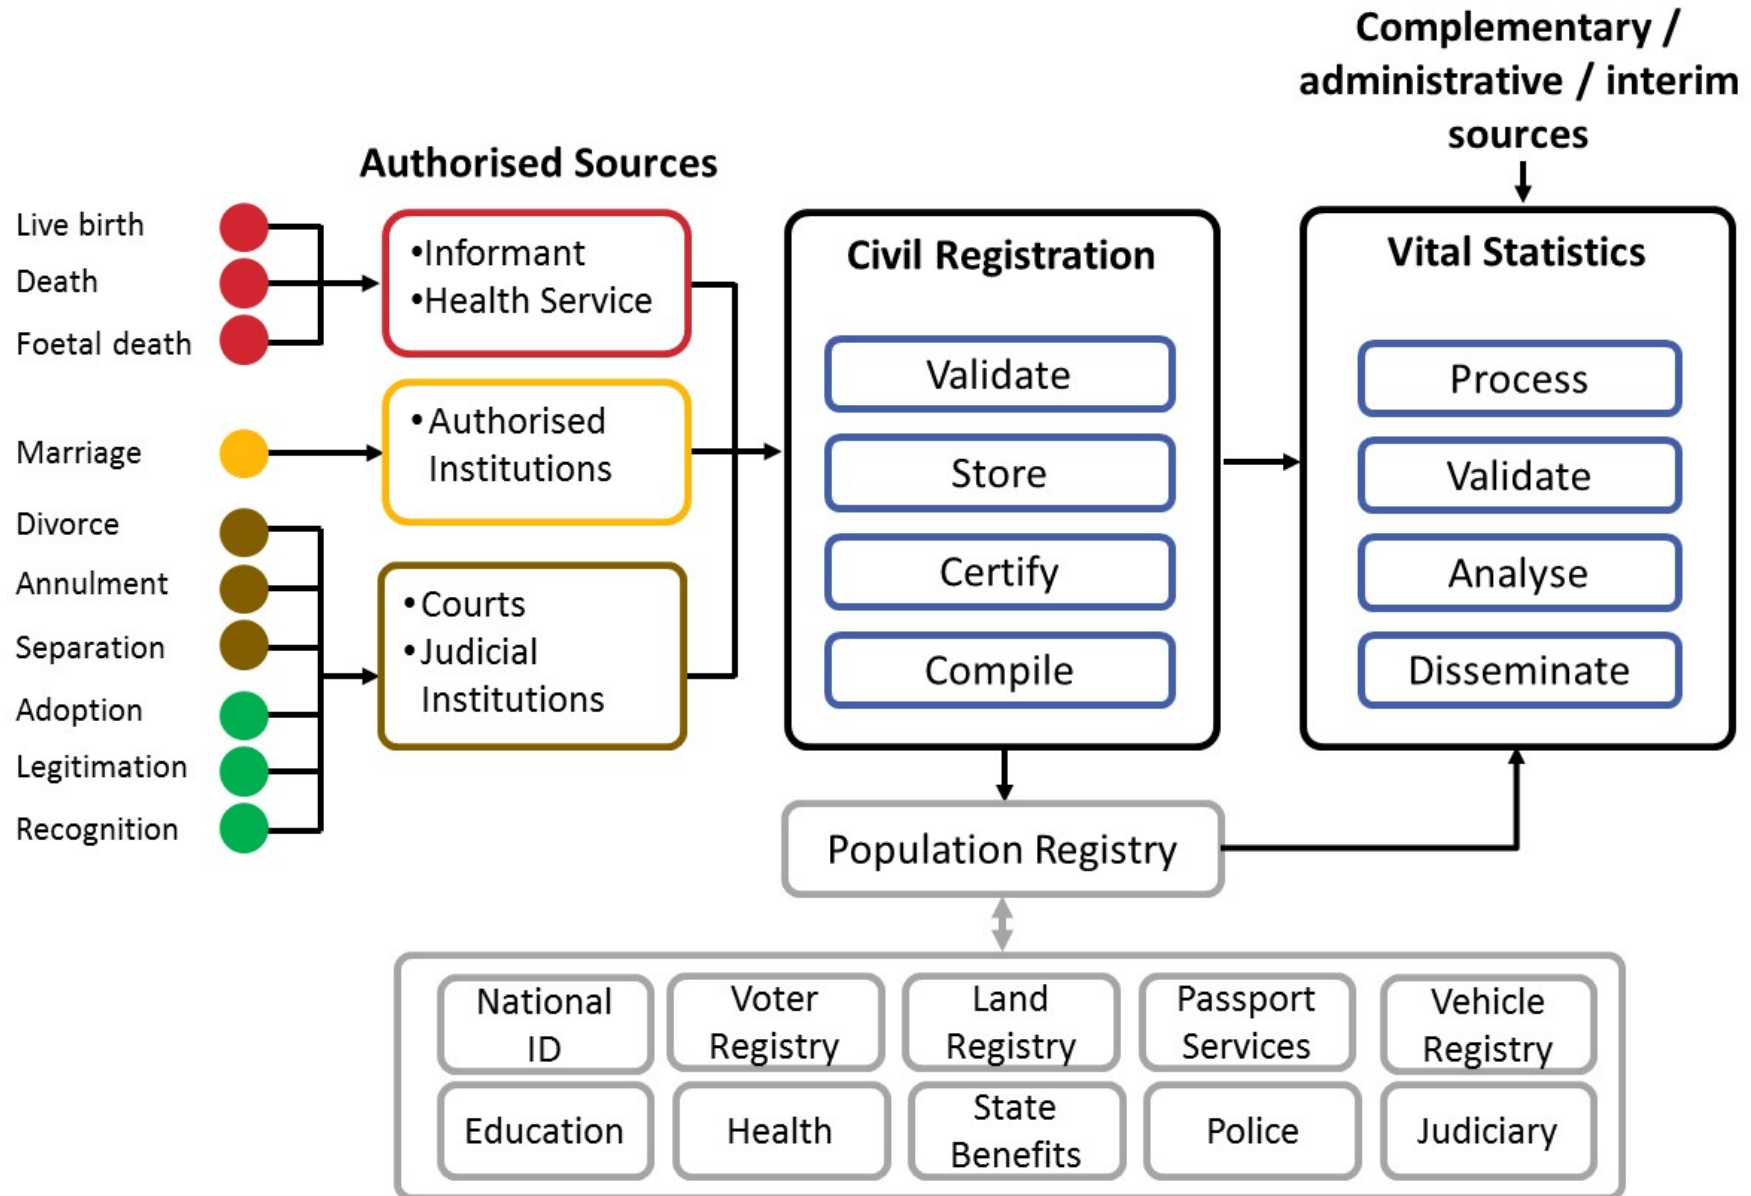 Complementary /
administrative / interim
sources
Authorised Sources
Live birth
Death
Foetal death
Marriage
Divorce
Annulment
Separation
Adoption
Legitimation
Recognition
•Informant
•Health Service
• Authorised
Institutions
• Courts
• Judicial
Institutions
Civil Registration
Validate
Store
Certify
Compile
Vital Statistics
Process
Validate
Analyse
Disseminate
Population Registry
National
ID
Voter
Registry
Land
Registry
Passport
Services
Vehicle
Registry
Education
Health
State
Benefits
Police
Judiciary